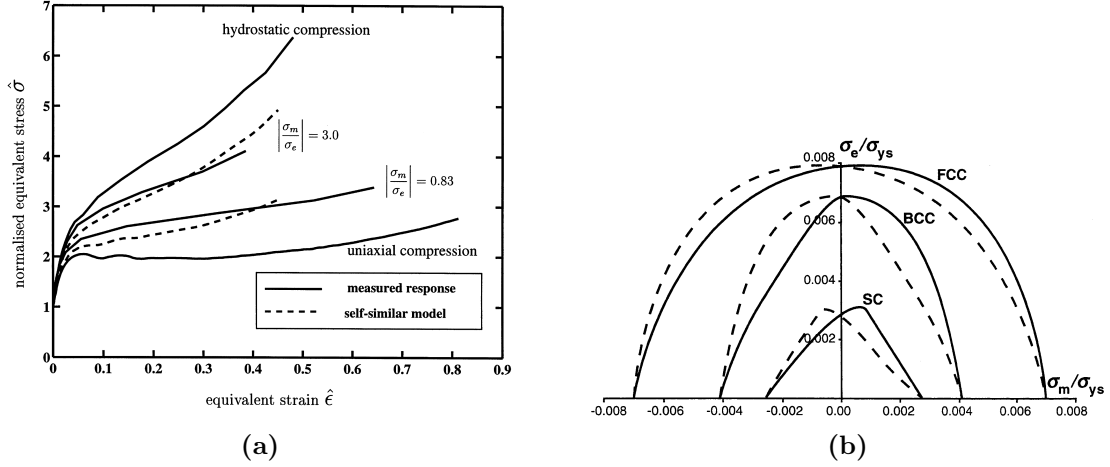 7
6
5
4
3
2
1
0
normalised equivalent stress σ̂
hydrostatic compression
|σm/σe| = 3.0
|σm/σe| = 0.83
uniaxial compression
measured response
self-similar model
0 0.1 0.2 0.3 0.4 0.5 0.6 0.7 0.8 0.9
equivalent strain ε̂
(a)
σe/σys
0.008
FCC
BCC
0.006
0.004
SC
0.002
σm/σys
-0.008 -0.006 -0.004 -0.002 0.00 0.002 0.004 0.006 0.008
(b)